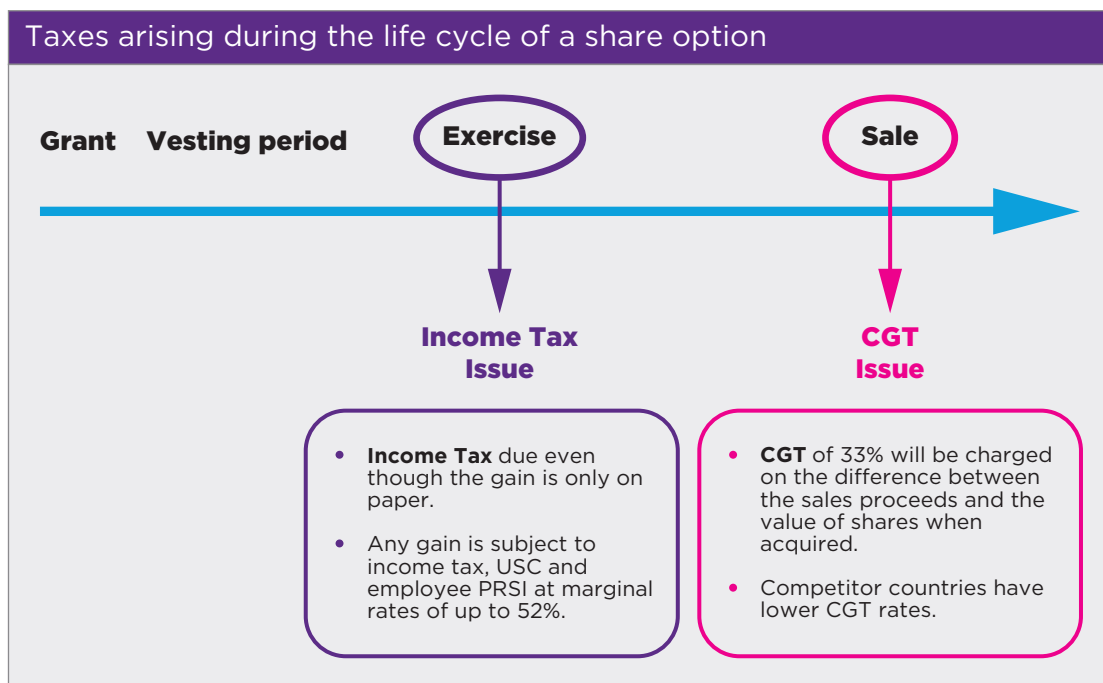 Taxes arising during the life cycle of a share option
Grant Vesting period Exercise Sale
Income Tax
Issue
• Income Tax due even
though the gain is only on
paper.
• Any gain is subject to
income tax, USC and
employee PRSI at marginal
rates of up to 52%.
CGT
Issue
• CGT of 33% will be charged
on the difference between
the sales proceeds and the
value of shares when
acquired.
• Competitor countries have
lower CGT rates.